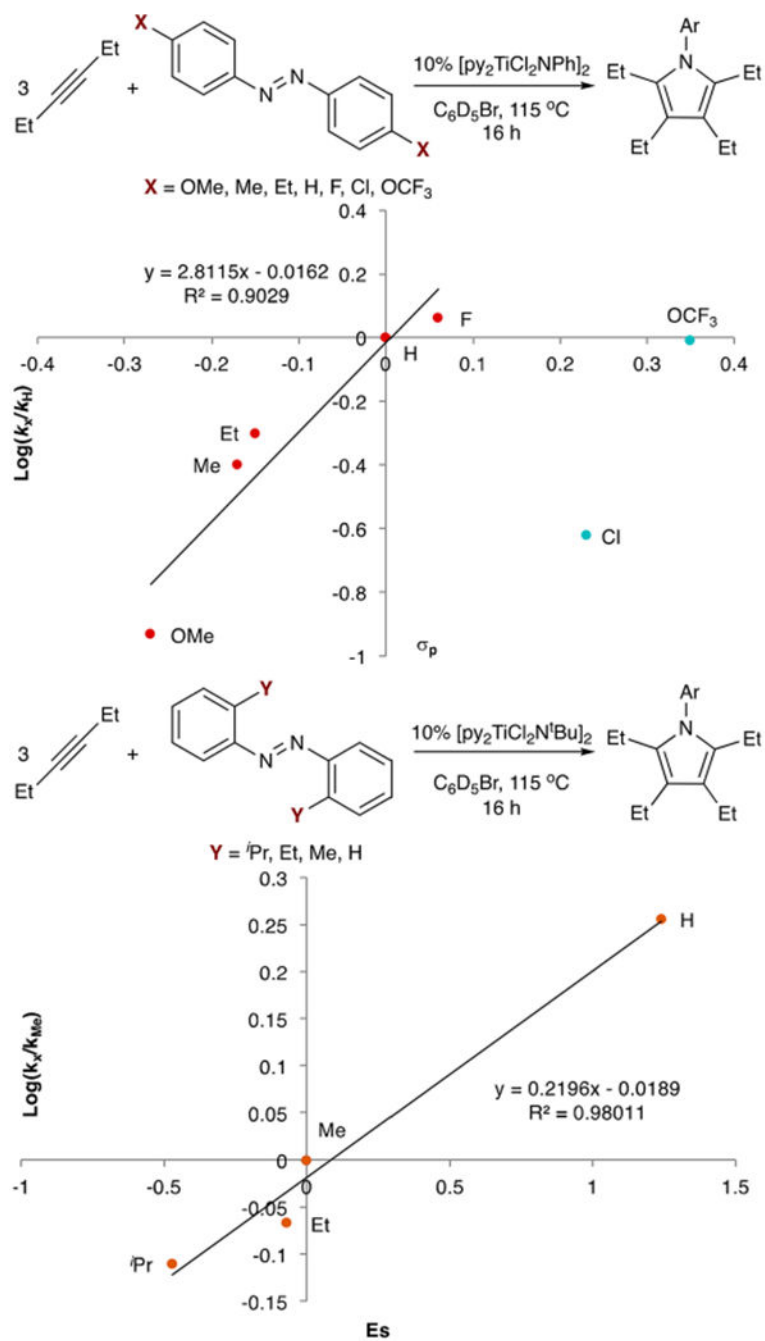 3
Et
Et
+
X
N
N
X
10% [py₂TiCl₂NPh]₂
C₆D₅Br, 115 °C
16 h
Ar
N
Et
Et
Et
Et
X = OMe, Me, Et, H, F, Cl, OCF₃
y = 2.8115x - 0.0162
R² = 0.9029
Log(kₓ/k_H)
0.4
0.2
0
-0.2
-0.4
-0.6
-0.8
-1
-0.4
-0.3
-0.2
-0.1
0
0.1
0.2
0.3
0.4
F
OCF₃
H
Et
Me
Cl
OMe
σₚ
3
Et
Et
+
Y
N
N
Y
10% [py₂TiCl₂NᵗBu]₂
C₆D₅Br, 115 °C
16 h
Ar
N
Et
Et
Et
Et
Y = ⁱPr, Et, Me, H
Log(kₓ/k_Me)
0.3
0.25
0.2
0.15
0.1
0.05
0
-0.05
-0.1
-0.15
-1
-0.5
0
0.5
1
1.5
H
y = 0.2196x - 0.0189
R² = 0.98011
Me
Et
ⁱPr
Es